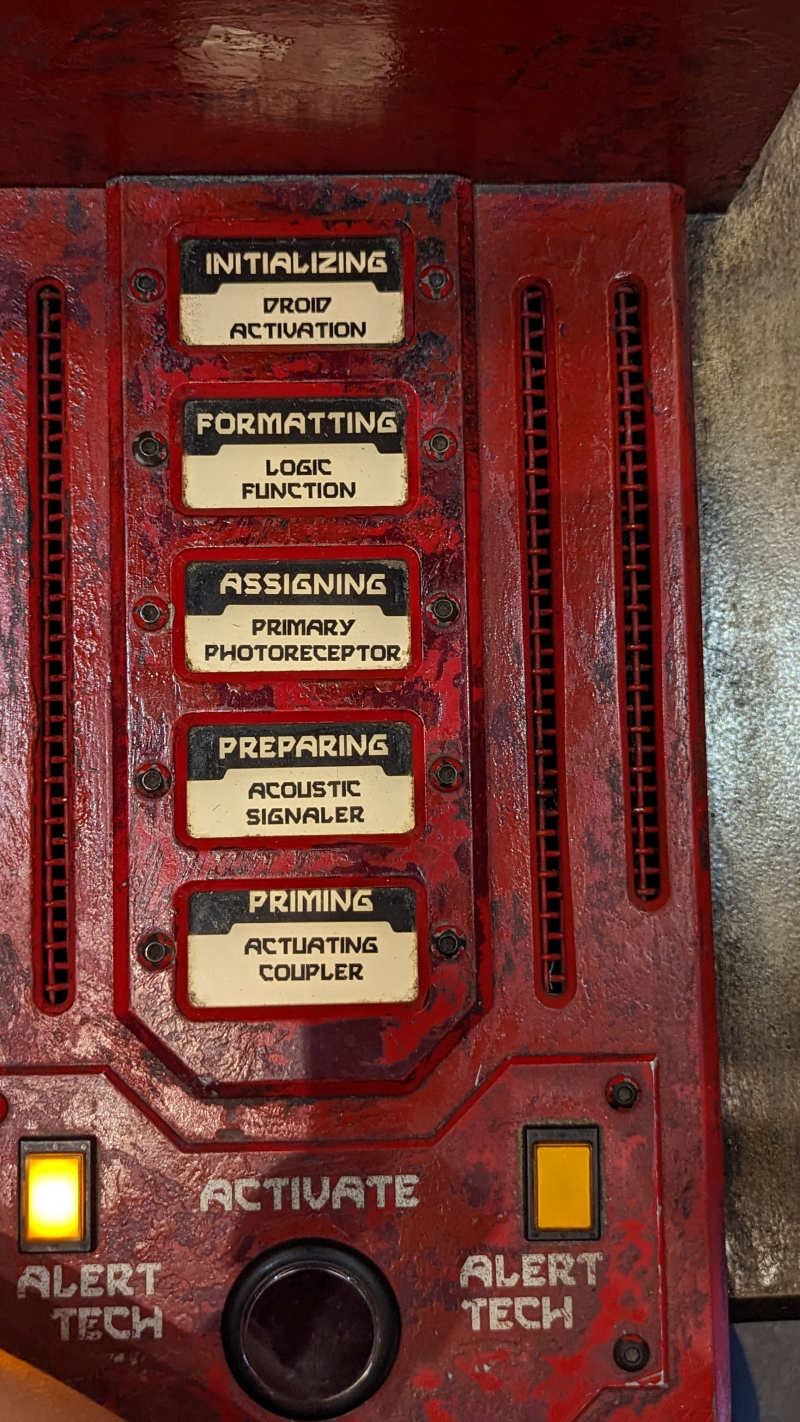 INITIALIZING
DROID
ACTIVATION
FORMATTING
LOGIC
FUNCTION
ASSIGNING
PRIMARY
PHOTORECEPTOR
PREPARING
ACOUSTIC
SIGNALER
PRIMING
ACTUATING
COUPLER
ACTIVATE
ALERT
TECH
ALERT
TECH